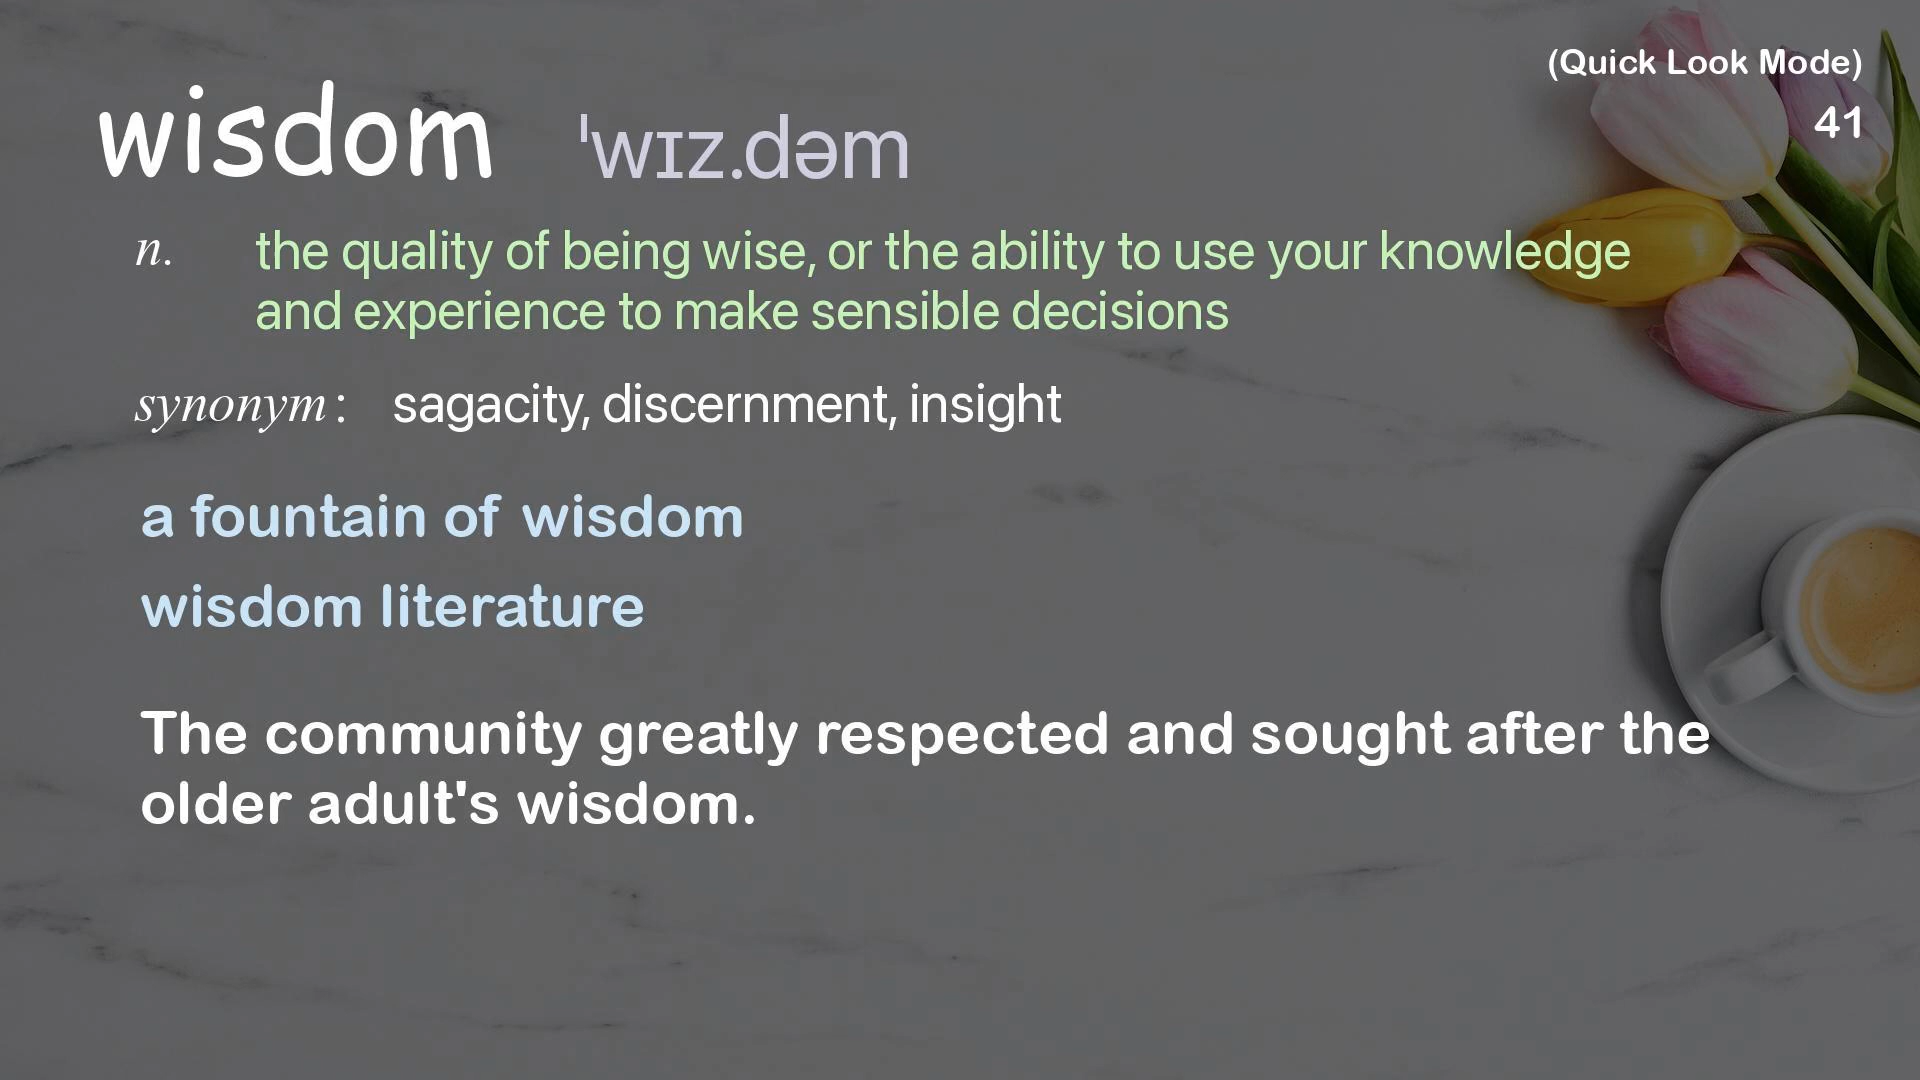 (Quick Look Mode)
41
wisdom ˈwɪz.dəm
n. the quality of being wise, or the ability to use your knowledge
and experience to make sensible decisions
synonym: sagacity, discernment, insight
a fountain of wisdom
wisdom literature
The community greatly respected and sought after the
older adult's wisdom.